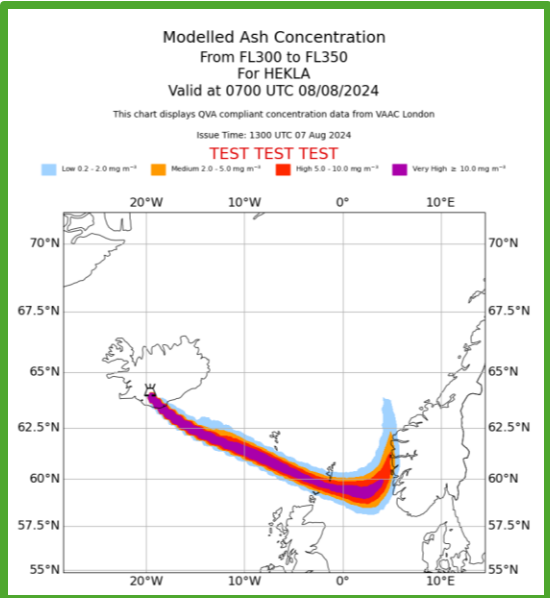 Modelled Ash Concentration
From FL300 to FL350
For HEKLA
Valid at 0700 UTC 08/08/2024
This chart displays QVA compliant concentration data from VAAC London
Issue Time: 1300 UTC 07 Aug 2024
TEST TEST TEST
Low 0.2 - 2.0 mg m⁻³ Medium 2.0 - 5.0 mg m⁻³ High 5.0 - 10.0 mg m⁻³ Very High ≥ 10.0 mg m⁻³
20°W 10°W 0° 10°E
70°N 70°N
67.5°N 67.5°N
65°N 65°N
62.5°N 62.5°N
60°N 60°N
57.5°N 57.5°N
55°N 55°N
20°W 10°W 0° 10°E